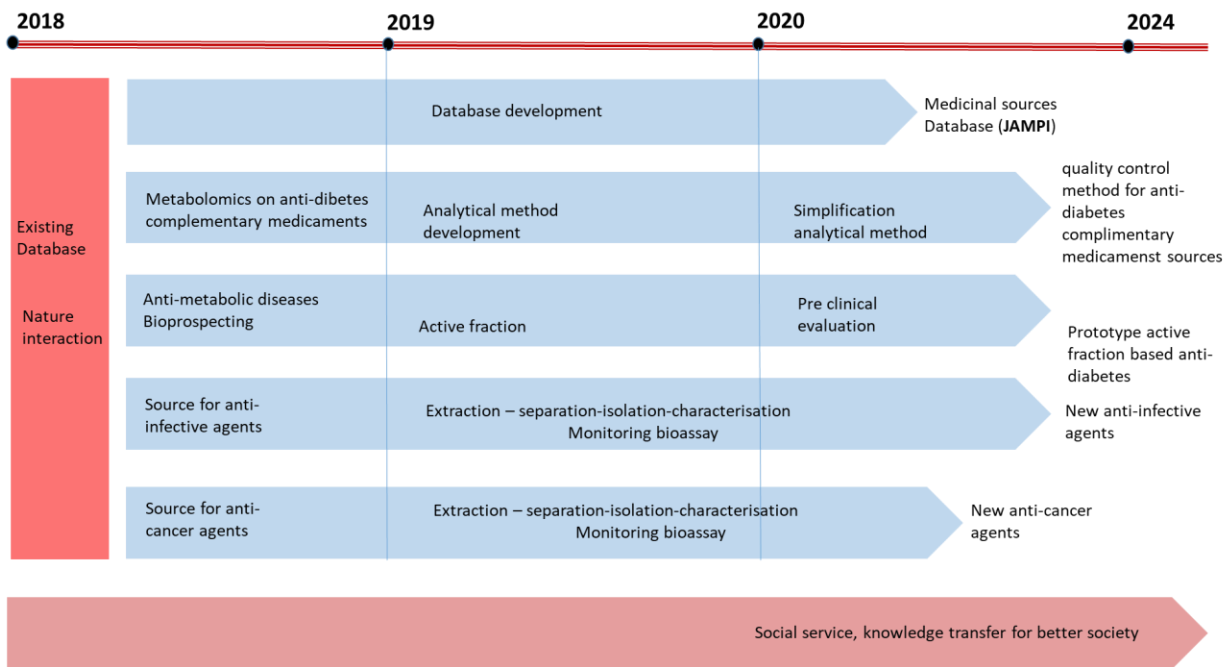 2018
2019
2020
2024
Existing
Database
Nature
interaction
Database development
Medicinal sources
Database (JAMPI)
Metabolomics on anti-dibetes
complementary medicaments
Analytical method
development
Simplification
analytical method
quality control
method for anti-
diabetes
complimentary
medicamenst sources
Anti-metabolic diseases
Bioprospecting
Active fraction
Pre clinical
evaluation
Prototype active
fraction based anti-
diabetes
Source for anti-
infective agents
Extraction – separation-isolation-characterisation
Monitoring bioassay
New anti-infective
agents
Source for anti-
cancer agents
Extraction – separation-isolation-characterisation
Monitoring bioassay
New anti-cancer
agents
Social service, knowledge transfer for better society